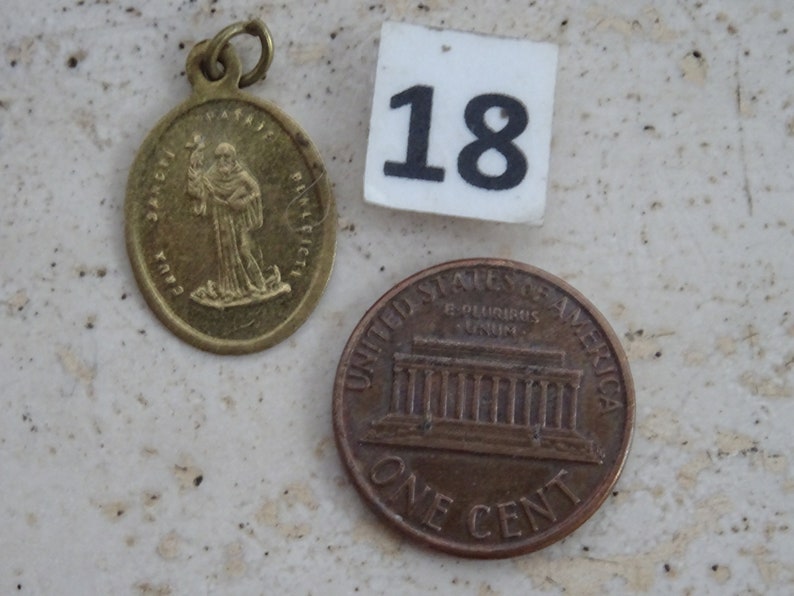 CRUX SANCTI PATRIS BENEDICTI
18
UNITED STATES OF AMERICA
E·PLURIBUS
UNUM·
ONE CENT